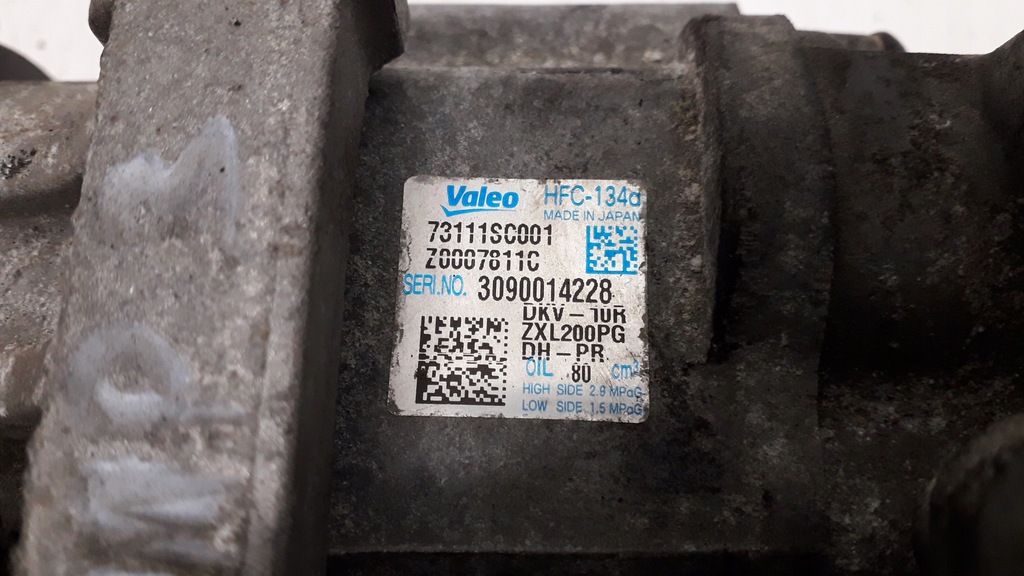 Valeo HFC-134a
MADE IN JAPAN
73111SC001
Z0007811C
SERI.NO. 3090014228
DKV-10R
ZXL200PG
DH-PR
OIL 80 cm³
HIGH SIDE 2.9 MPaG
LOW SIDE 1.5 MPaG